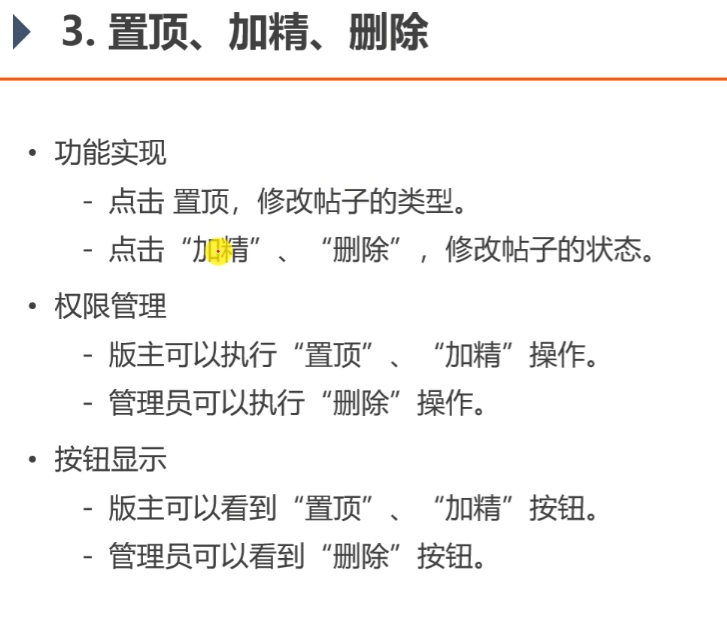 3. 置顶、加精、删除
• 功能实现
- 点击 置顶，修改帖子的类型。
- 点击“加精”、“删除”，修改帖子的状态。
• 权限管理
- 版主可以执行“置顶”、“加精”操作。
- 管理员可以执行“删除”操作。
• 按钮显示
- 版主可以看到“置顶”、“加精”按钮。
- 管理员可以看到“删除”按钮。